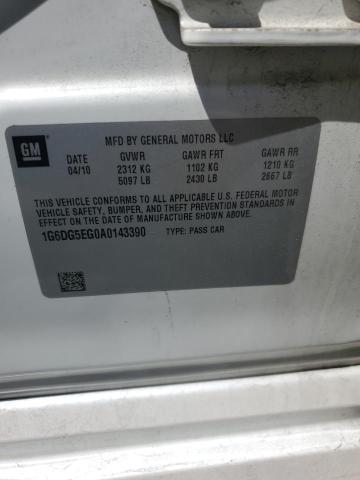 GM
MFD BY GENERAL MOTORS LLC
DATE GVWR GAWR FRT GAWR RR
04/10 2312 KG 1102 KG 1210 KG
5097 LB 2430 LB 2667 LB
THIS VEHICLE CONFORMS TO ALL APPLICABLE U.S. FEDERAL MOTOR
VEHICLE SAFETY, BUMPER, AND THEFT PREVENTION STANDARDS IN
EFFECT ON THE DATE OF MANUFACTURE SHOWN ABOVE.
1G6DG5EG0A0143390 TYPE: PASS CAR